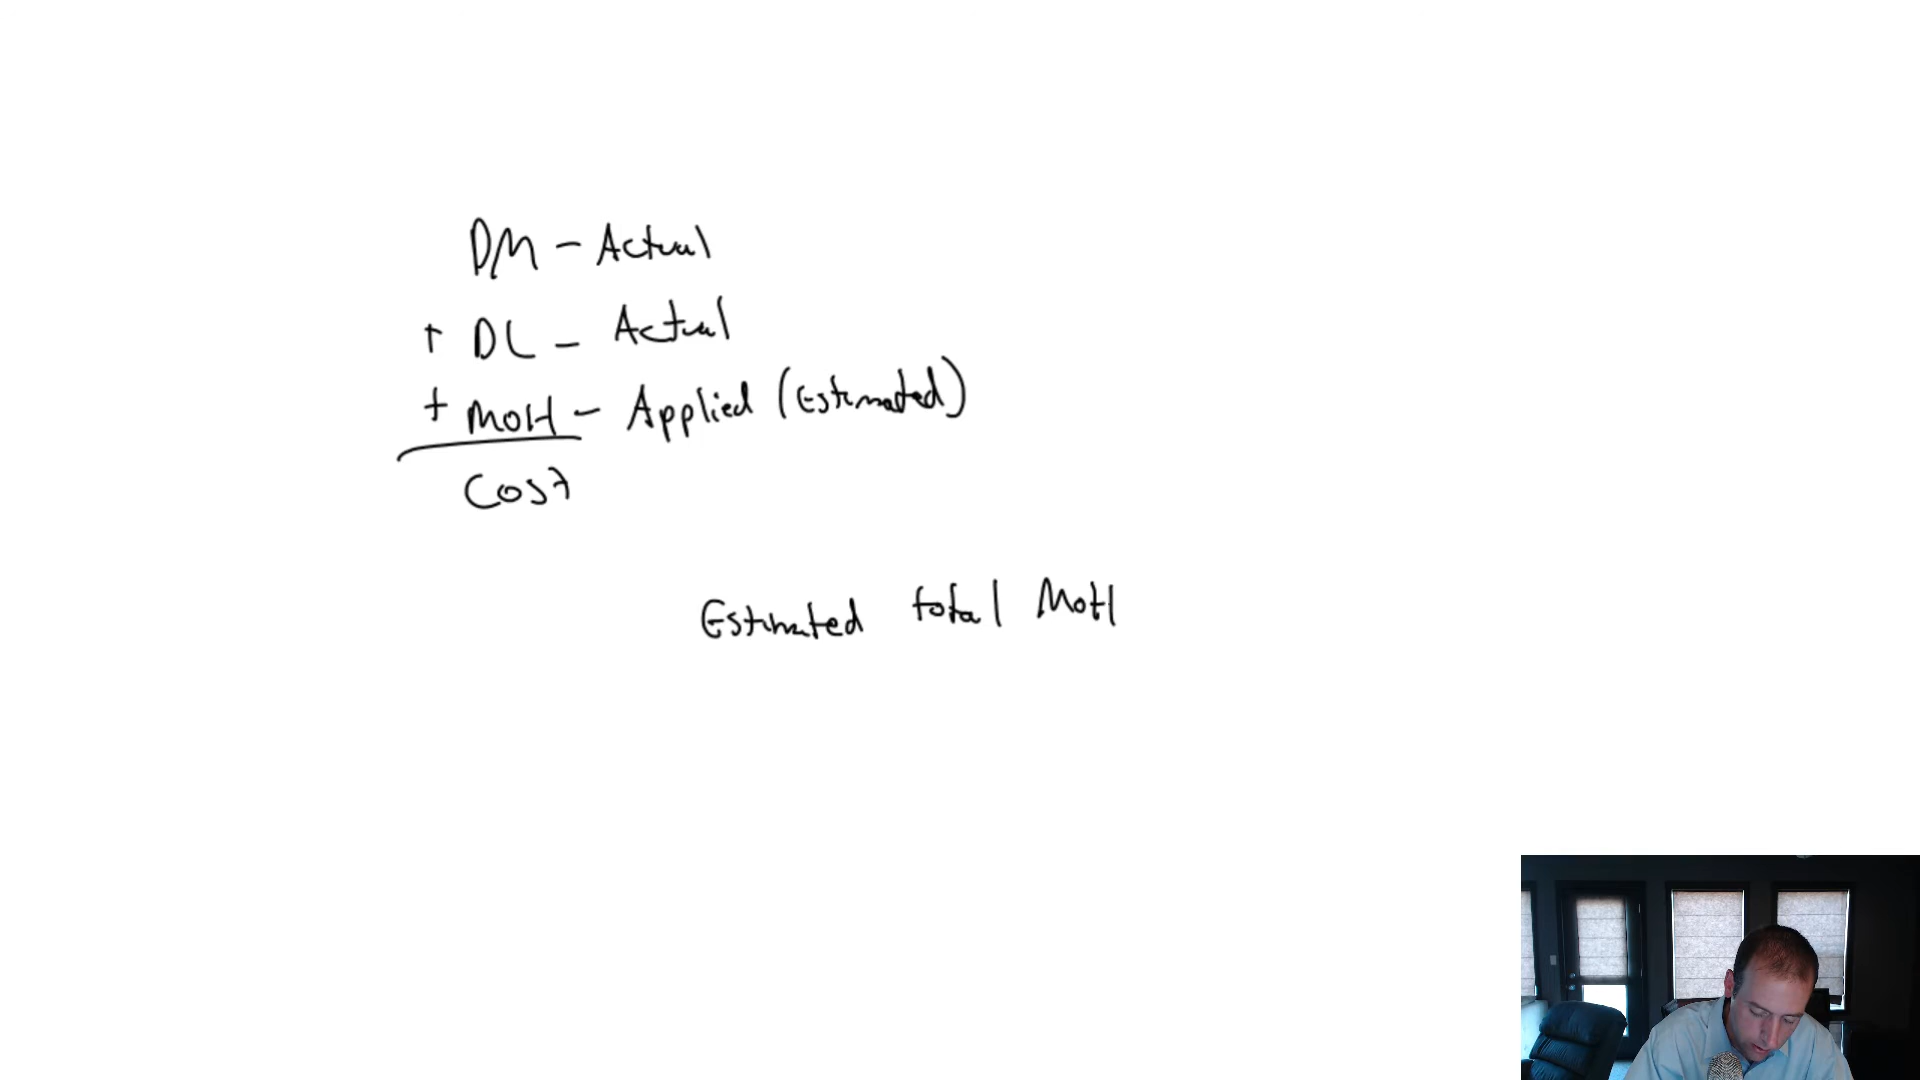 DM - Actual
+ DL - Actual
+ MOH - Applied (Estimated)
Cost
Estimated total MOH